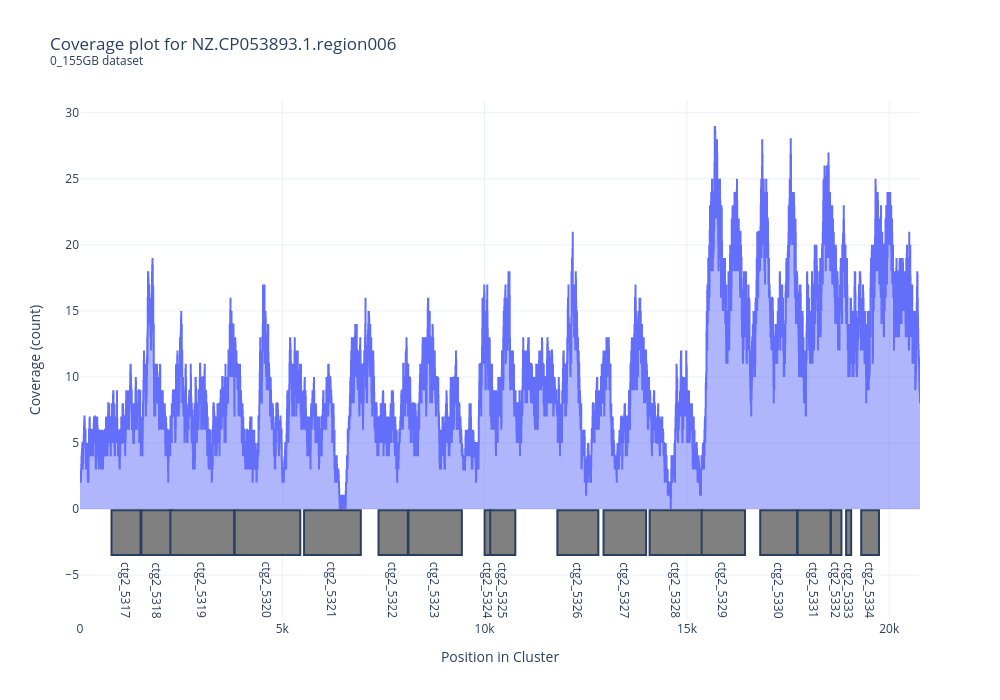 Coverage plot for NZ.CP053893.1.region006
0_155GB dataset
30
25
20
15
10
5
0
−5
Coverage (count)
ctg2_5317
ctg2_5318
ctg2_5319
ctg2_5320
ctg2_5321
ctg2_5322
ctg2_5323
ctg2_5324
ctg2_5325
ctg2_5326
ctg2_5327
ctg2_5328
ctg2_5329
ctg2_5330
ctg2_5331
ctg2_5332
ctg2_5333
ctg2_5334
0 5k 10k 15k 20k
Position in Cluster